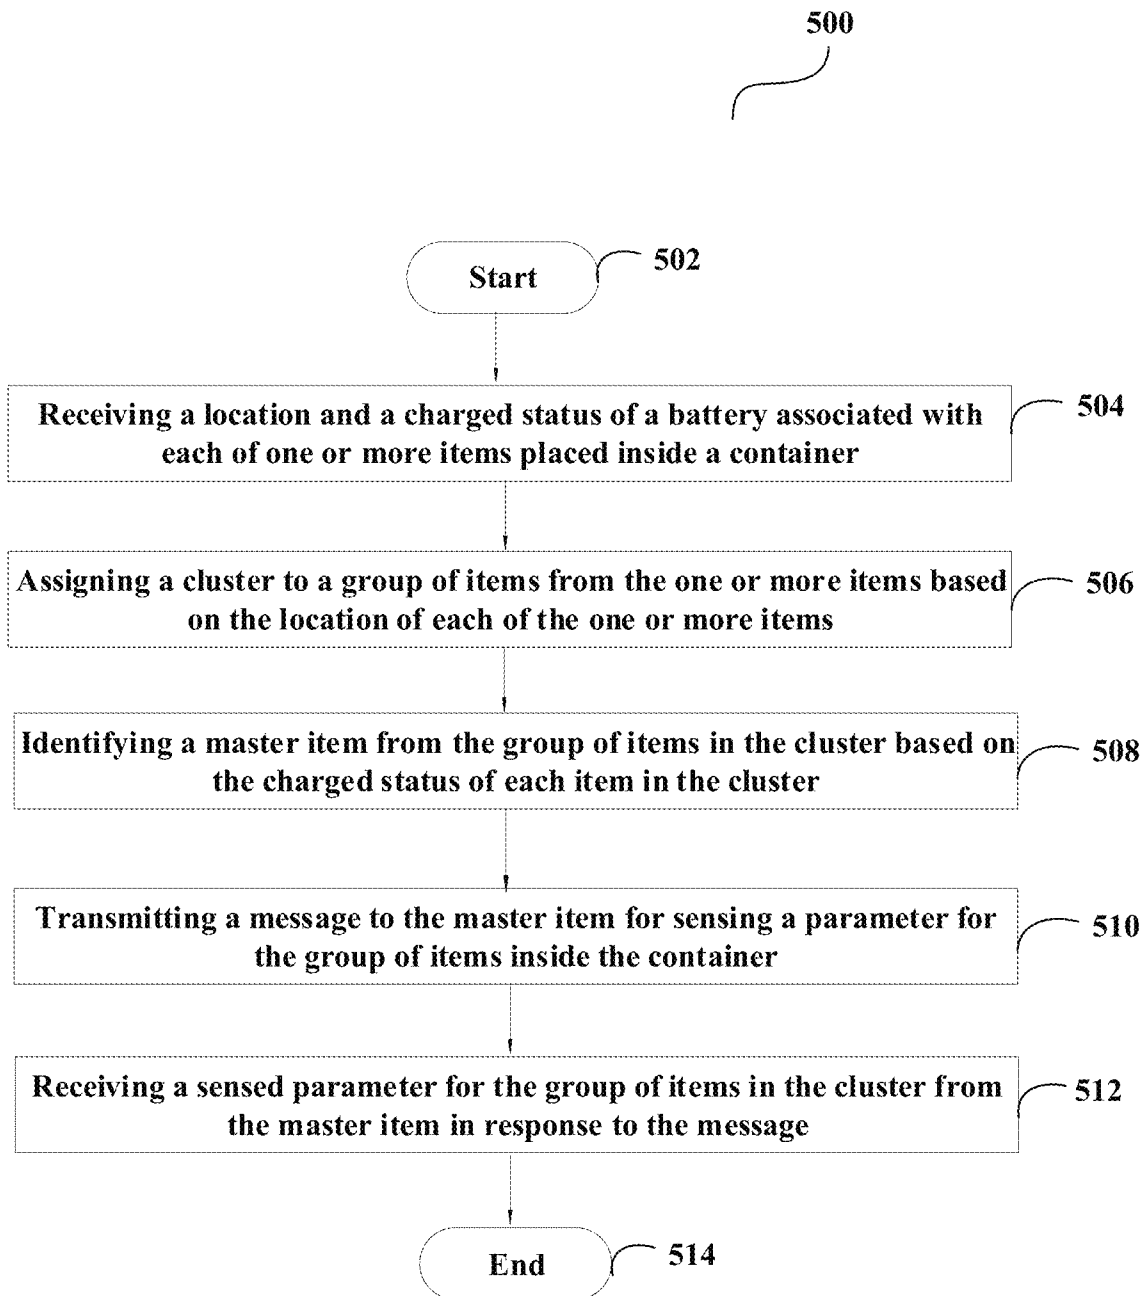 500
Start
502
Receiving a location and a charged status of a battery associated with
each of one or more items placed inside a container
504
Assigning a cluster to a group of items from the one or more items based
on the location of each of the one or more items
506
Identifying a master item from the group of items in the cluster based on
the charged status of each item in the cluster
508
Transmitting a message to the master item for sensing a parameter for
the group of items inside the container
510
Receiving a sensed parameter for the group of items in the cluster from
the master item in response to the message
512
End
514